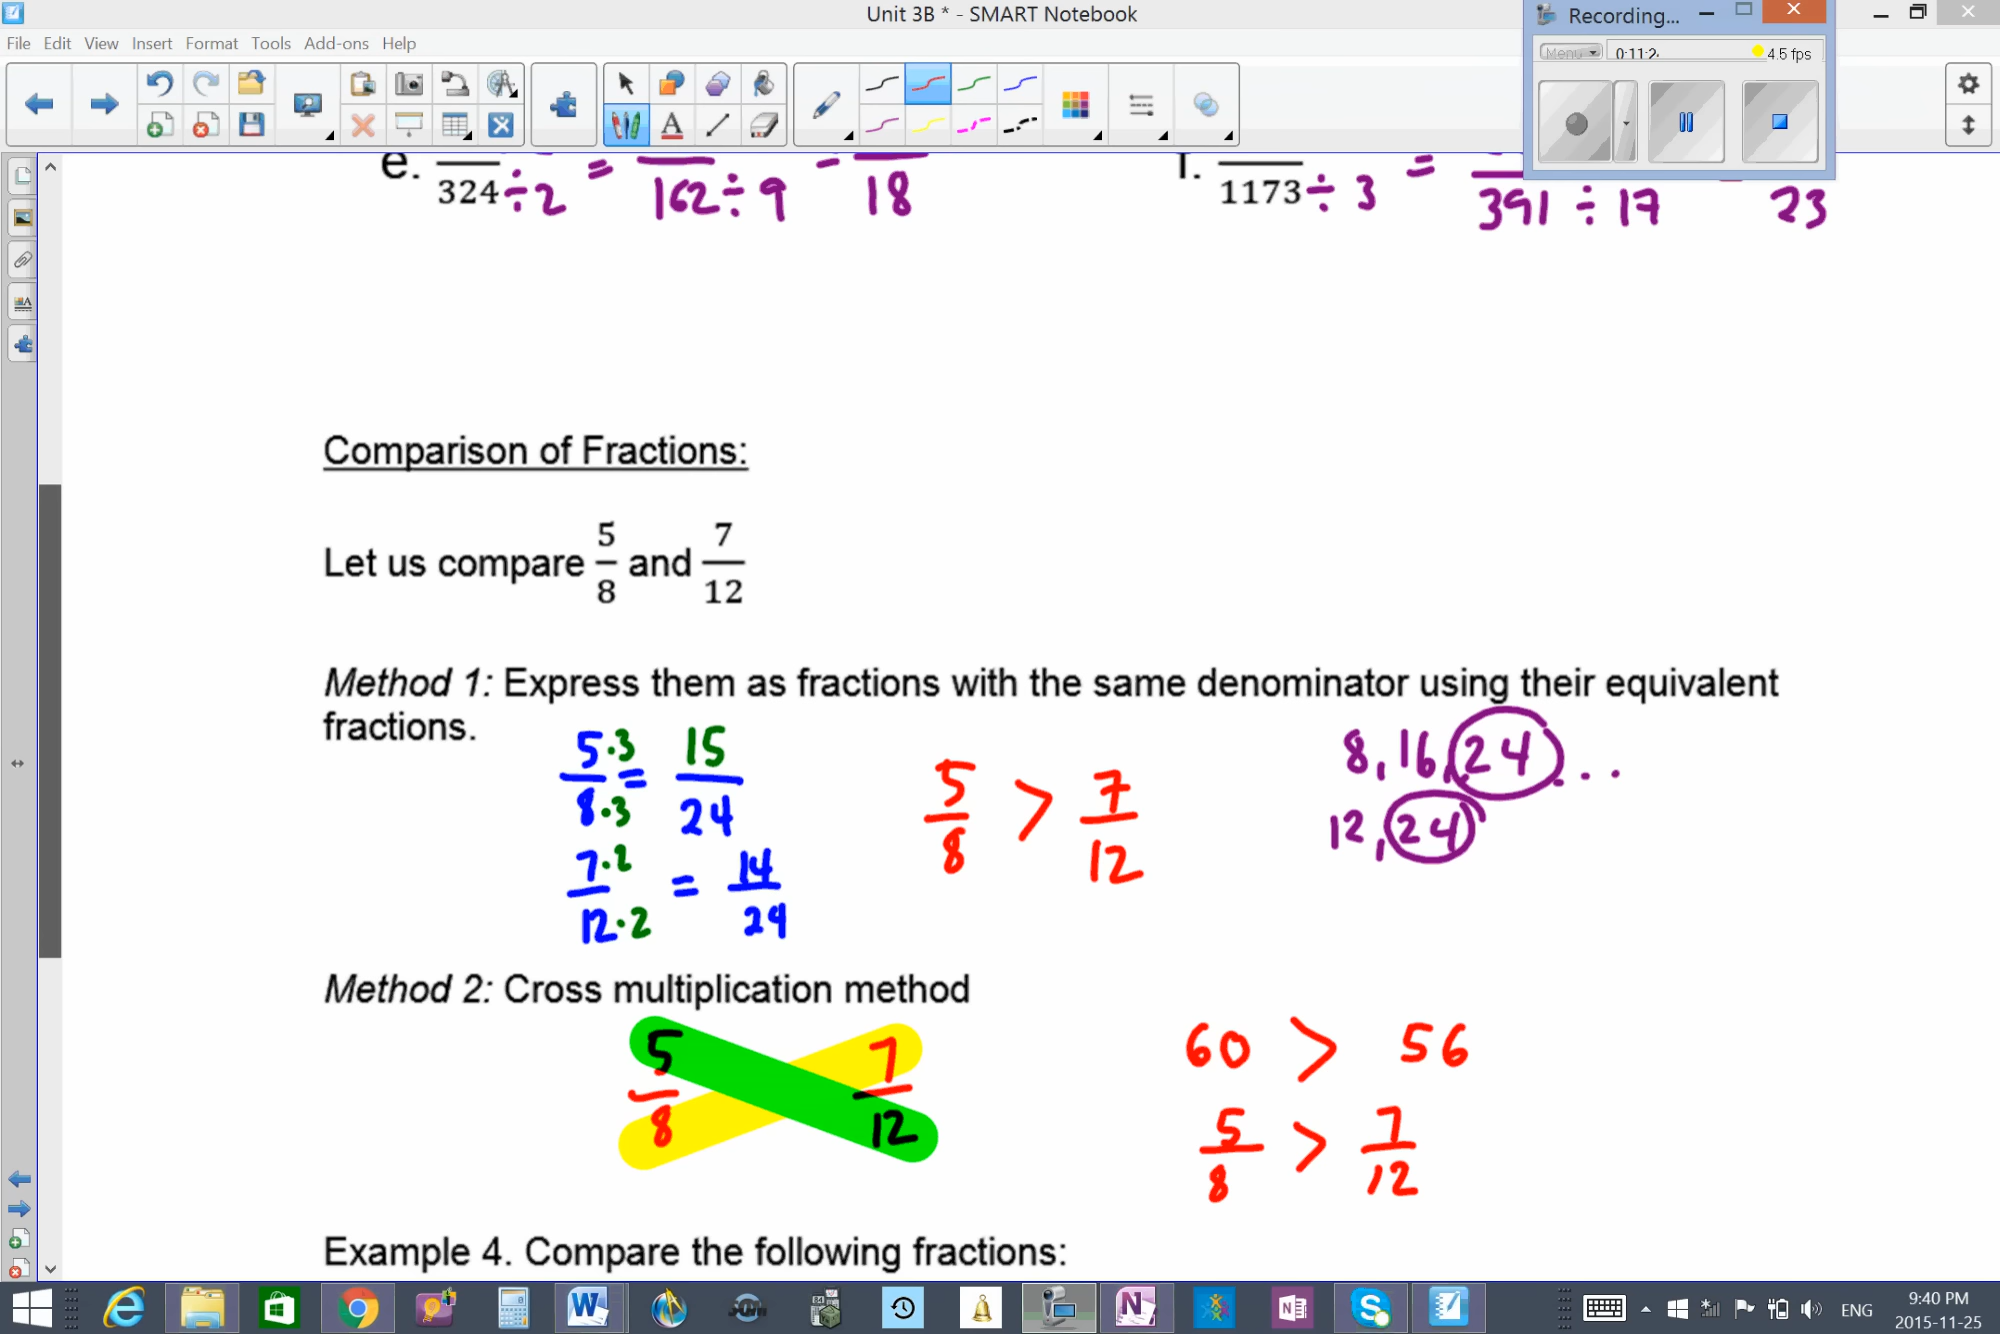 Unit 3B * - SMART Notebook
Recording...
File Edit View Insert Format Tools Add-ons Help
Menu 0:11:2 4.5 fps
e. 324 ÷2 = 162 ÷ 9 = 18
f. 1173 ÷ 3 = 391 ÷ 17 = 23
Comparison of Fractions:
Let us compare 5/8 and 7/12
Method 1: Express them as fractions with the same denominator using their equivalent
fractions.
5·3/8·3 = 15/24
7·2/12·2 = 14/24
5/8 > 7/12
8, 16, 24, ...
12, 24
Method 2: Cross multiplication method
5/8 7/12
60 > 56
5/8 > 7/12
Example 4. Compare the following fractions:
ENG
9:40 PM
2015-11-25